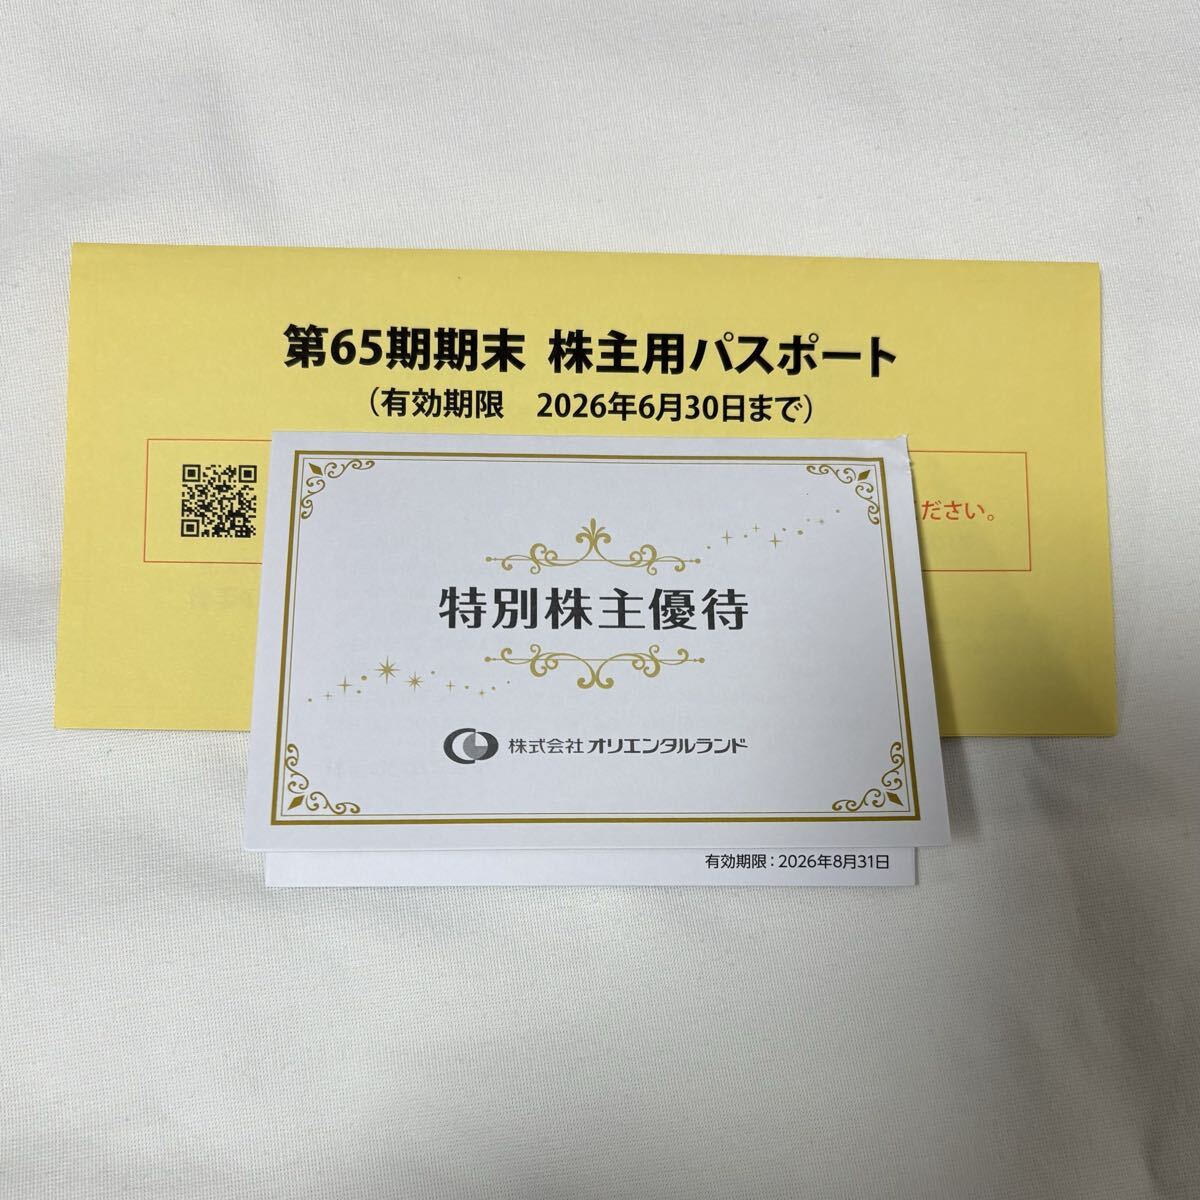 第65期期末 株主用パスポート
（有効期限　2026年6月30日まで）
ださい。
特別株主優待
株式会社 オリエンタルランド
有効期限：2026年8月31日